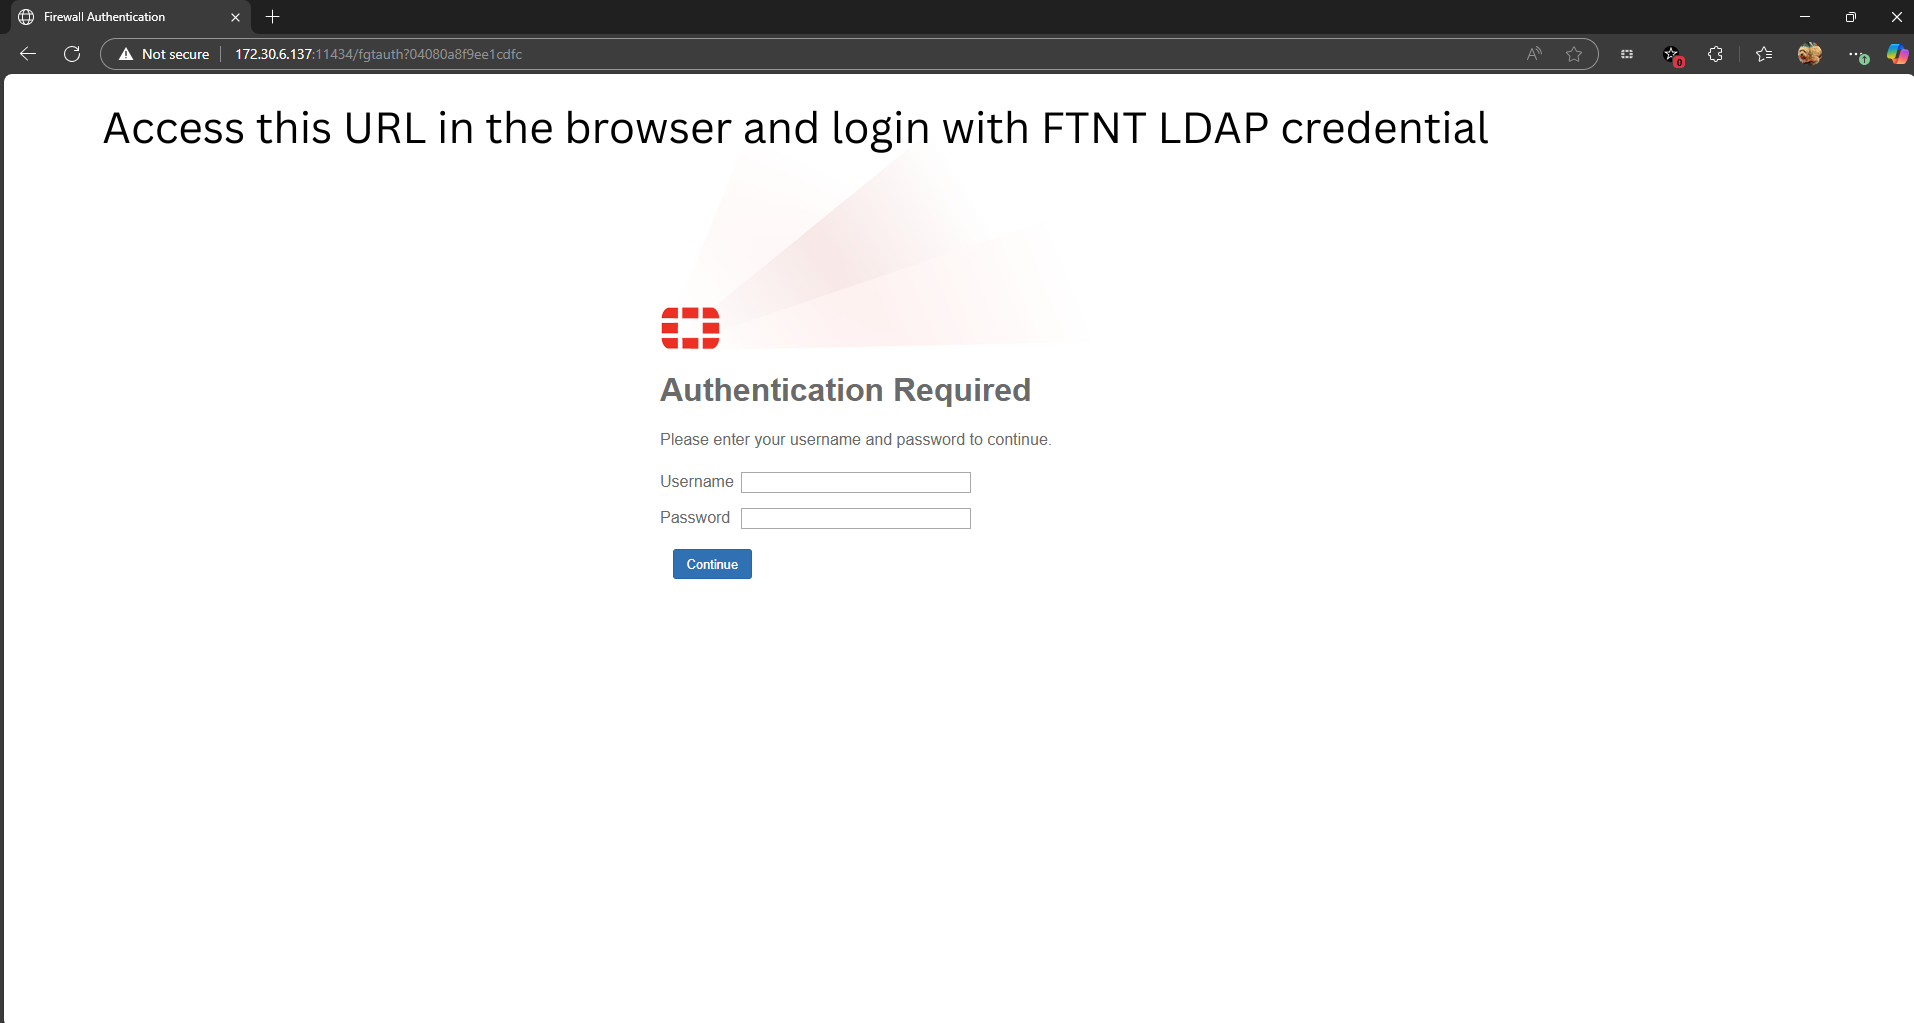 Firewall Authentication
Not secure 172.30.6.137:11434/fgtauth?04080a8f9ee1cdfc
0
Access this URL in the browser and login with FTNT LDAP credential
Authentication Required
Please enter your username and password to continue.
Username
Password
Continue